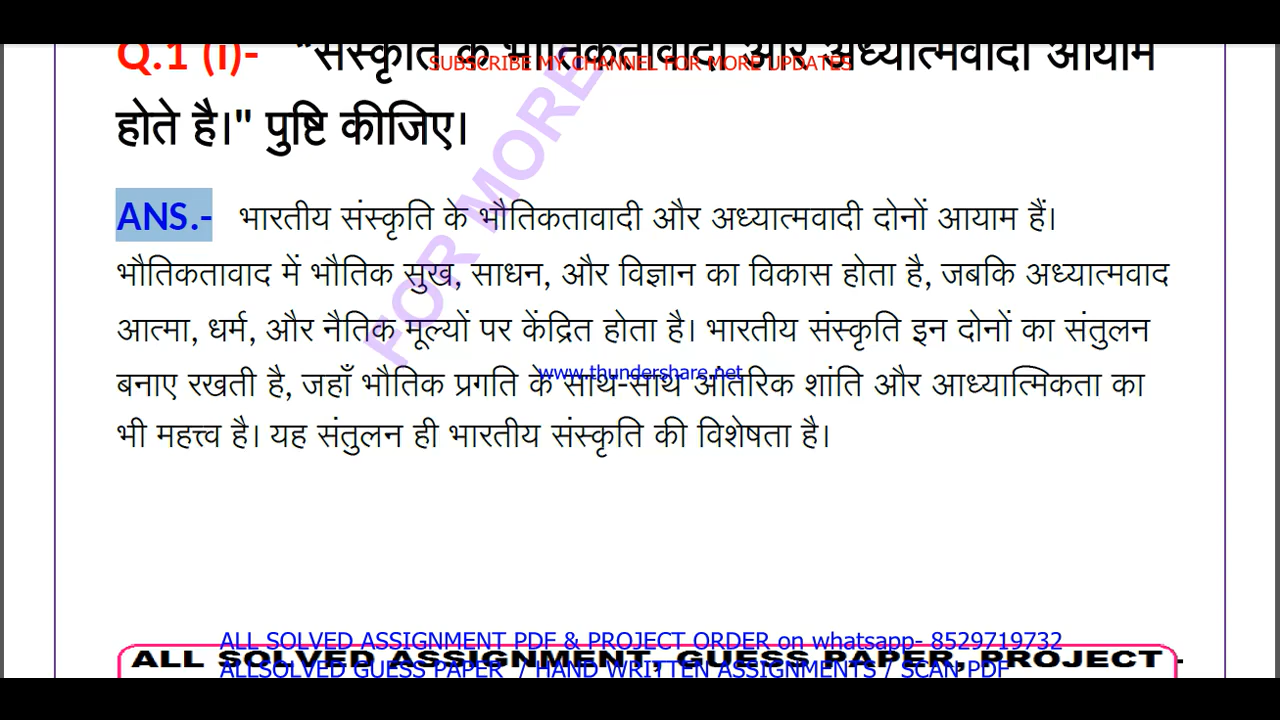 Q.1 (I)- "संस्कृति के भौतिकतावादी और अध्यात्मवादी आयाम
SUBSCRIBE MY CHANNEL FOR MORE UPDATES
होते है।" पुष्टि कीजिए।
ANS.- भारतीय संस्कृति के भौतिकतावादी और अध्यात्मवादी दोनों आयाम हैं।
भौतिकतावाद में भौतिक सुख, साधन, और विज्ञान का विकास होता है, जबकि अध्यात्मवाद
आत्मा, धर्म, और नैतिक मूल्यों पर केंद्रित होता है। भारतीय संस्कृति इन दोनों का संतुलन
बनाए रखती है, जहाँ भौतिक प्रगति के साथ-साथ आंतरिक शांति और आध्यात्मिकता का
www.thundershare.net
भी महत्त्व है। यह संतुलन ही भारतीय संस्कृति की विशेषता है।
FOR MORE
ALL SOLVED ASSIGNMENT PDF & PROJECT ORDER on whatsapp- 8529719732
ALL SOLVED ASSIGNMENT, GUESS PAPER, PROJECT -
ALLSOLVED GUESS PAPER / HAND WRITTEN ASSIGNMENTS / SCAN PDF